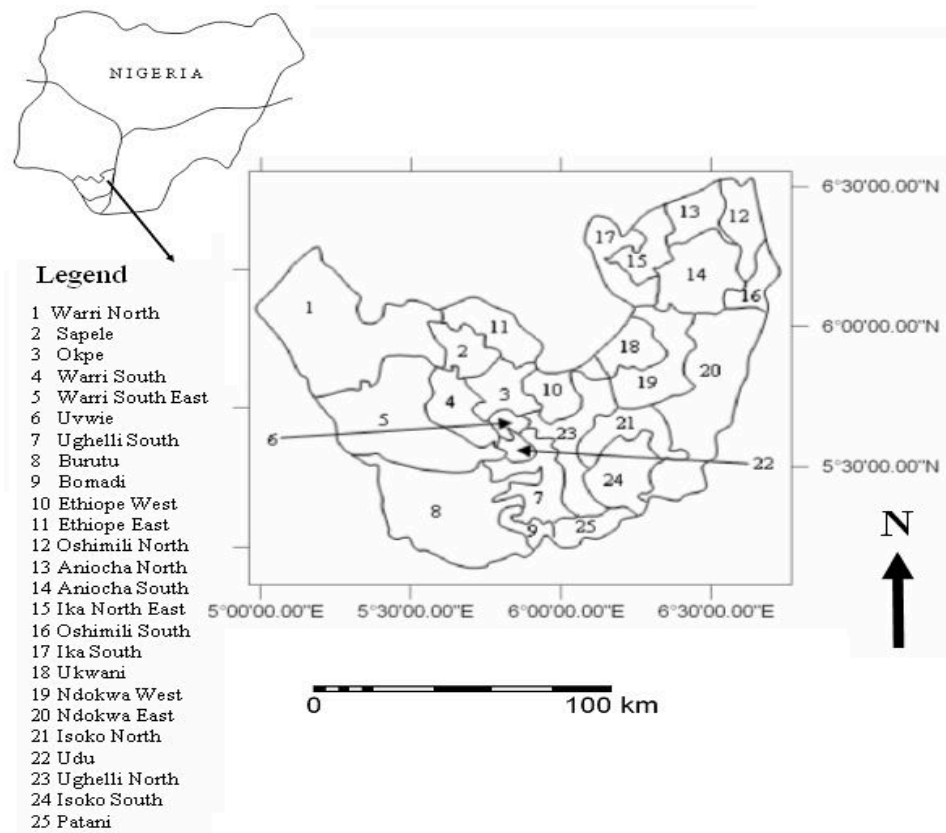 NIGERIA
Legend
1 Warri North
2 Sapele
3 Okpe
4 Warri South
5 Warri South East
6 Uvwie
7 Ughelli South
8 Burutu
9 Bomadi
10 Ethiope West
11 Ethiope East
12 Oshimili North
13 Aniocha North
14 Aniocha South
15 Ika North East
16 Oshimili South
17 Ika South
18 Ukwani
19 Ndokwa West
20 Ndokwa East
21 Isoko North
22 Udu
23 Ughelli North
24 Isoko South
25 Patani
6°30'00.00"N
6°00'00.00"N
5°30'00.00"N
13
12
17
15
14
16
1
11
18
2
20
19
10
3
4
5
21
23
6
22
24
7
8
25
9
5°00'00.00"E
5°30'00.00"E
6°00'00.00"E
6°30'00.00"E
N
0
100 km